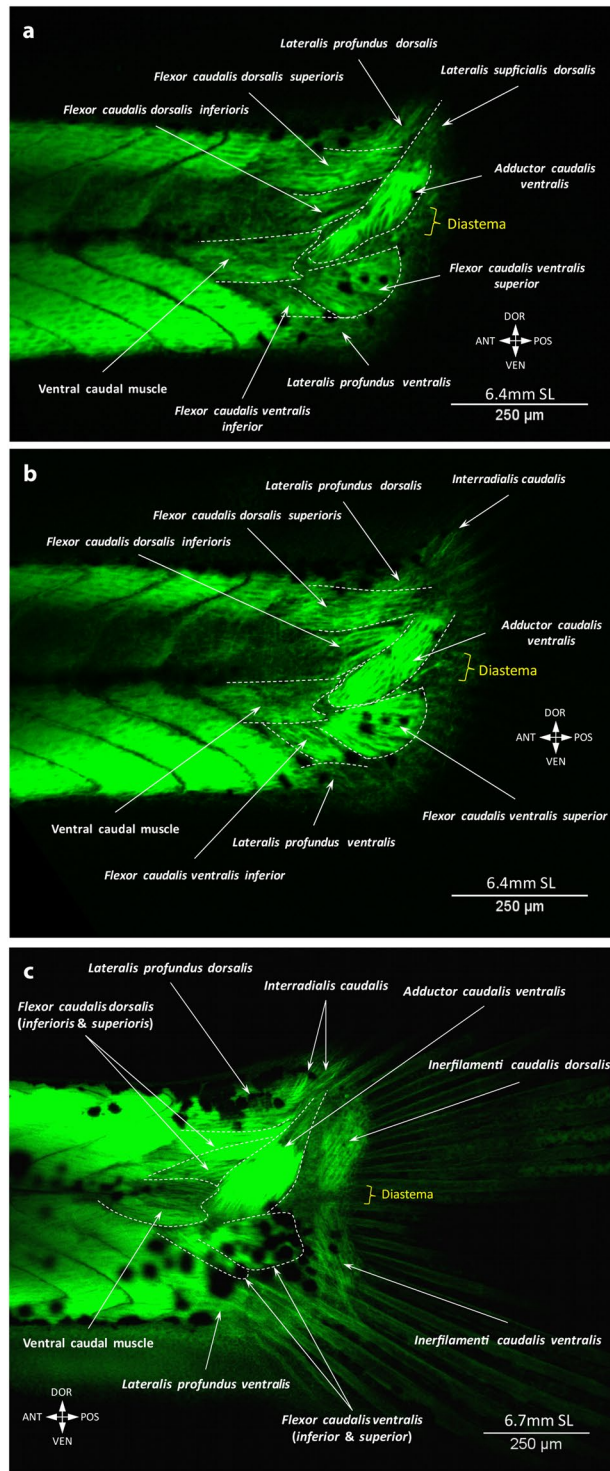 a
Lateralis profundus dorsalis
Flexor caudalis dorsalis superioris
Lateralis supficialis dorsalis
Flexor caudalis dorsalis inferioris
Adductor caudalis
ventralis
Diastema
Flexor caudalis ventralis
superior
DOR
ANT POS
VEN
Ventral caudal muscle
Lateralis profundus ventralis
Flexor caudalis ventralis
inferior
6.4mm SL
250 µm
b
Interradialis caudalis
Lateralis profundus dorsalis
Flexor caudalis dorsalis superioris
Flexor caudalis dorsalis inferioris
Adductor caudalis
ventralis
Diastema
DOR
ANT POS
VEN
Ventral caudal muscle
Flexor caudalis ventralis superior
Lateralis profundus ventralis
Flexor caudalis ventralis inferior
6.4mm SL
250 µm
c
Lateralis profundus dorsalis
Interradialis caudalis
Adductor caudalis ventralis
Flexor caudalis dorsalis
(inferioris & superioris)
Inerfilamenti caudalis dorsalis
Diastema
Ventral caudal muscle
Inerfilamenti caudalis ventralis
Lateralis profundus ventralis
DOR
ANT POS
VEN
Flexor caudalis ventralis
(inferior & superior)
6.7mm SL
250 µm